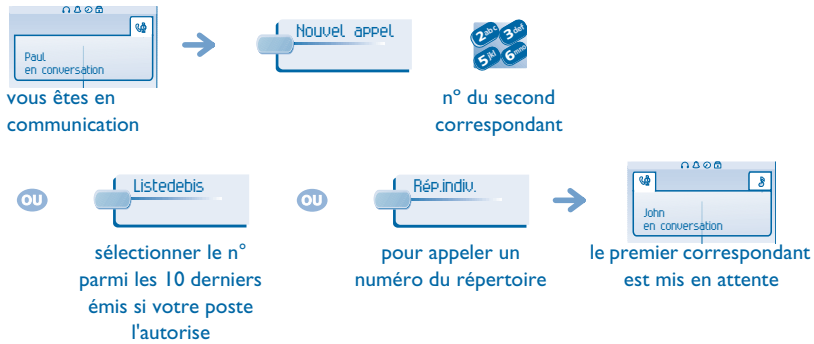 Paul
en conversation
vous êtes en
communication
Nouvel appel
2abc 3def
5jkl 6mno
n° du second
correspondant
OU
Listedebis
sélectionner le n°
parmi les 10 derniers
émis si votre poste
l'autorise
OU
Rép.indiv.
pour appeler un
numéro du répertoire
John
en conversation
le premier correspondant
est mis en attente